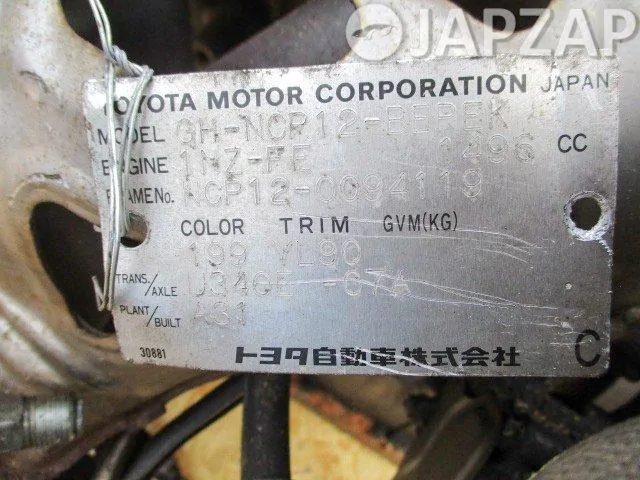 JAPZAP
TOYOTA MOTOR CORPORATION JAPAN
MODEL GH-NCP12-BEPEK
ENGINE 1NZ-FE 1496 CC
FRAME No. NCP12-0094119
COLOR TRIM GVM(KG)
199 VL90
TRANS./AXLE U340E -C7A
PLANT/BUILT A31
30881
トヨタ自動車株式会社 C